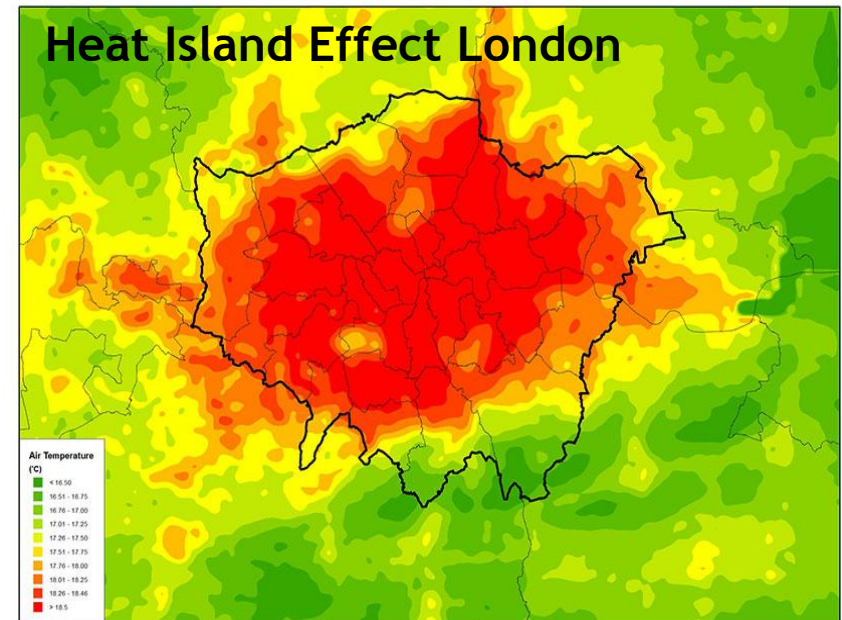 Heat Island Effect London
Air Temperature
(°C)
< 16.50
16.51 - 16.75
16.76 - 17.00
17.01 - 17.25
17.26 - 17.50
17.51 - 17.75
17.76 - 18.00
18.01 - 18.25
18.26 - 18.46
> 18.5